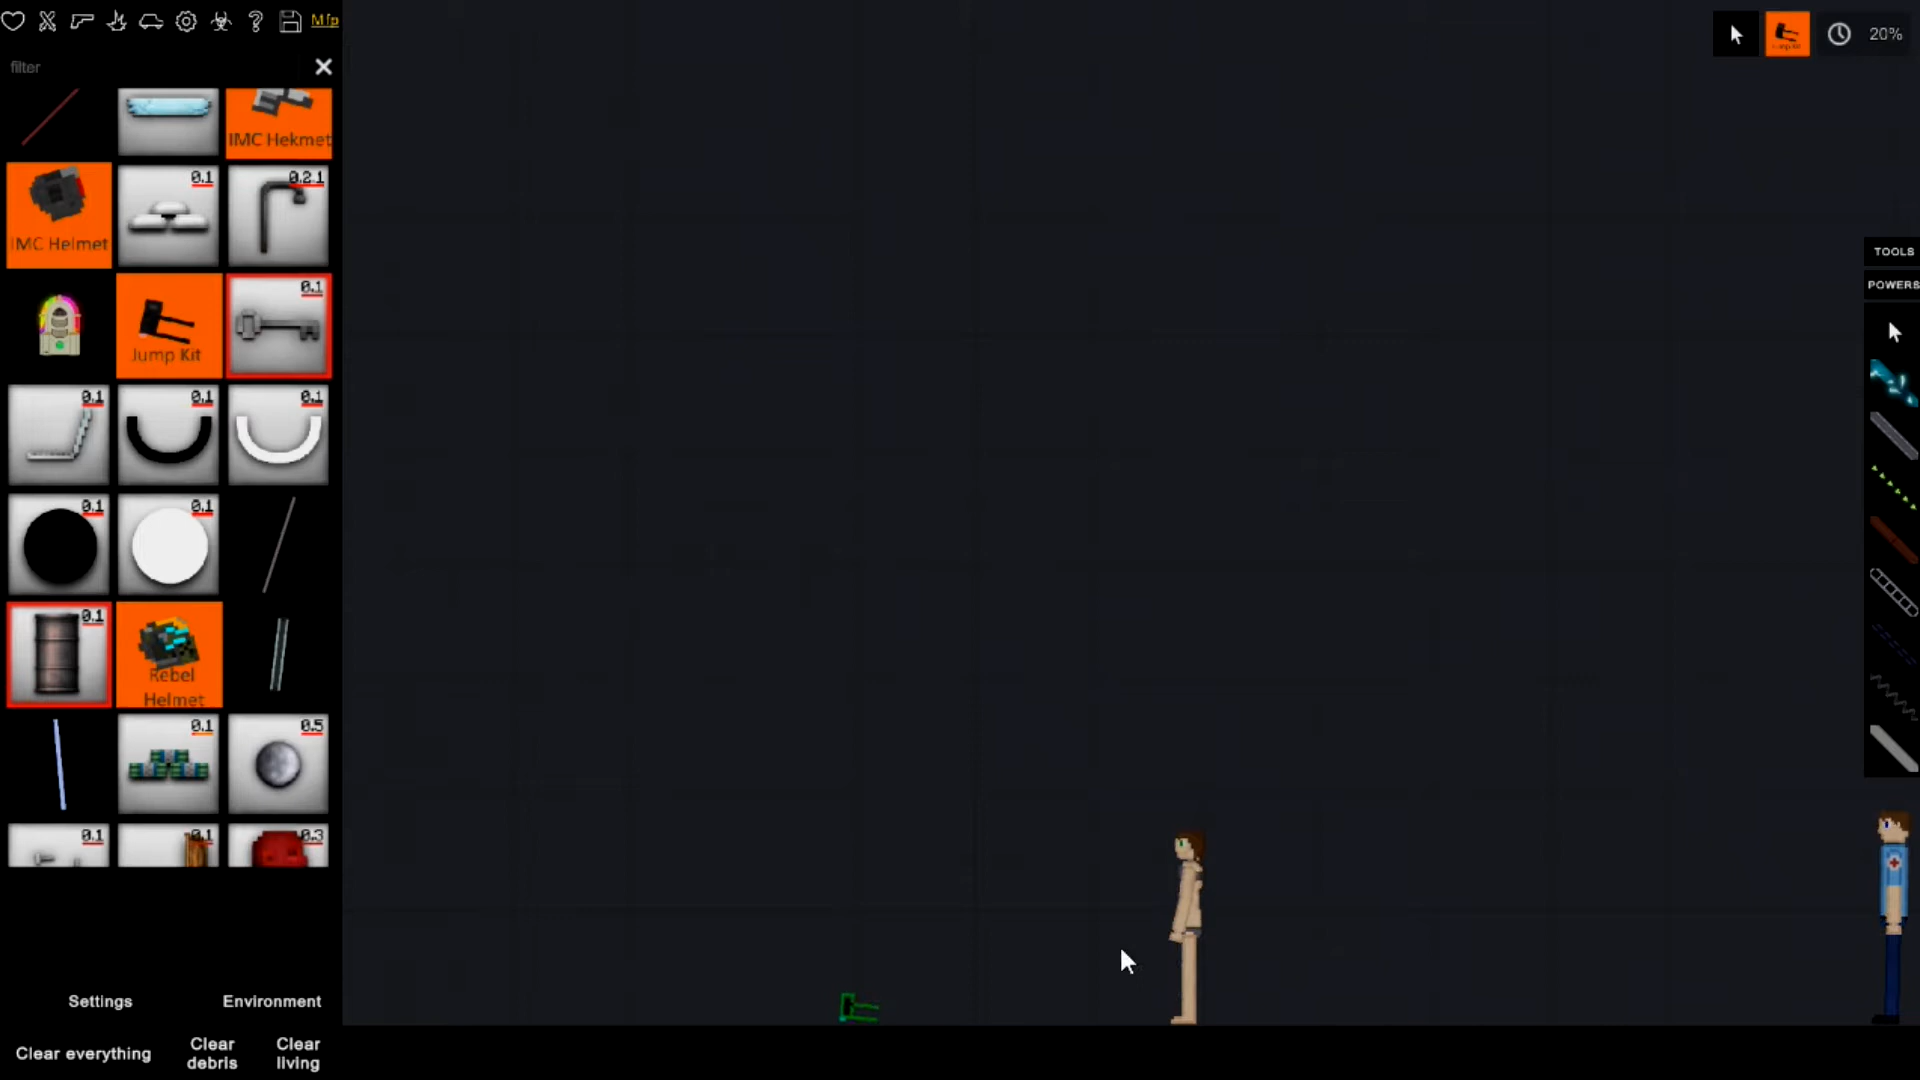 Mfp
20%
filter
IMC Hekmet
0.1
0.2.1
IMC Helmet
0.1
Jump Kit
0.1
0.1
0.1
0.1
0.1
0.1
Rebel
Helmet
0.1
0.5
0.1
0.1
0.3
TOOLS
POWERS
Settings
Environment
Clear everything
Clear
debris
Clear
living